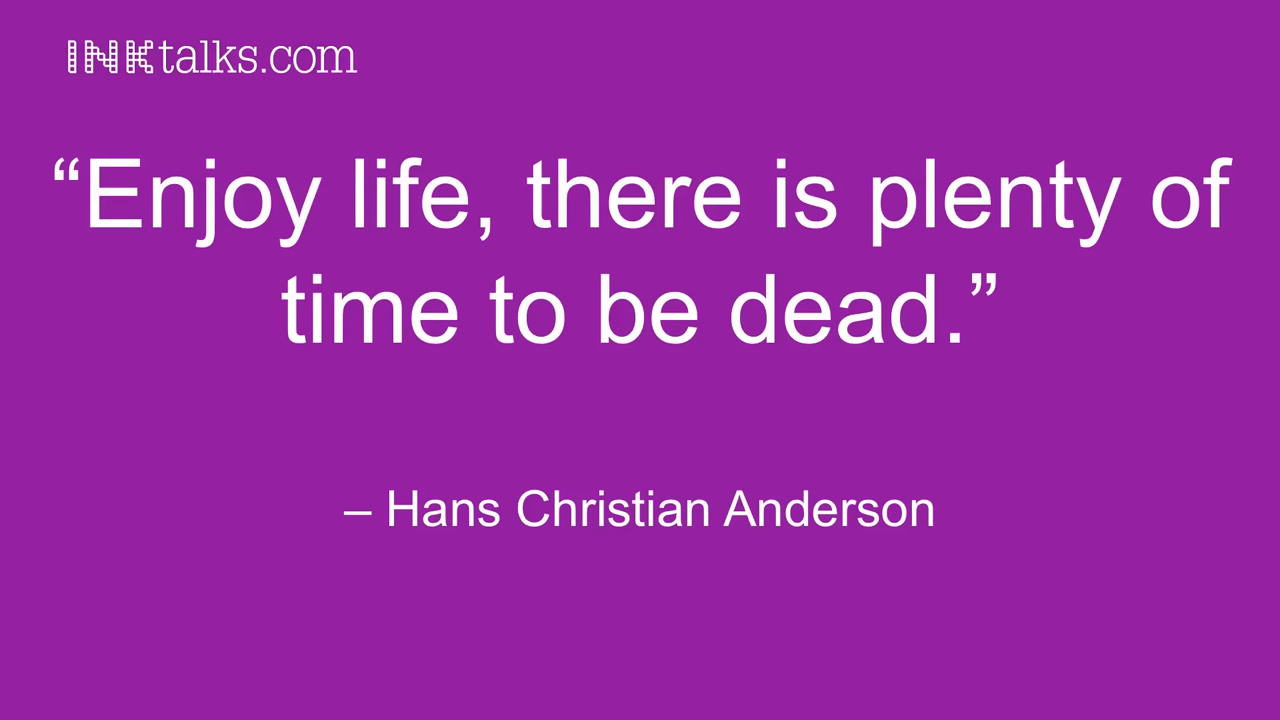 INKtalks.com
“Enjoy life, there is plenty of
time to be dead.”
– Hans Christian Anderson